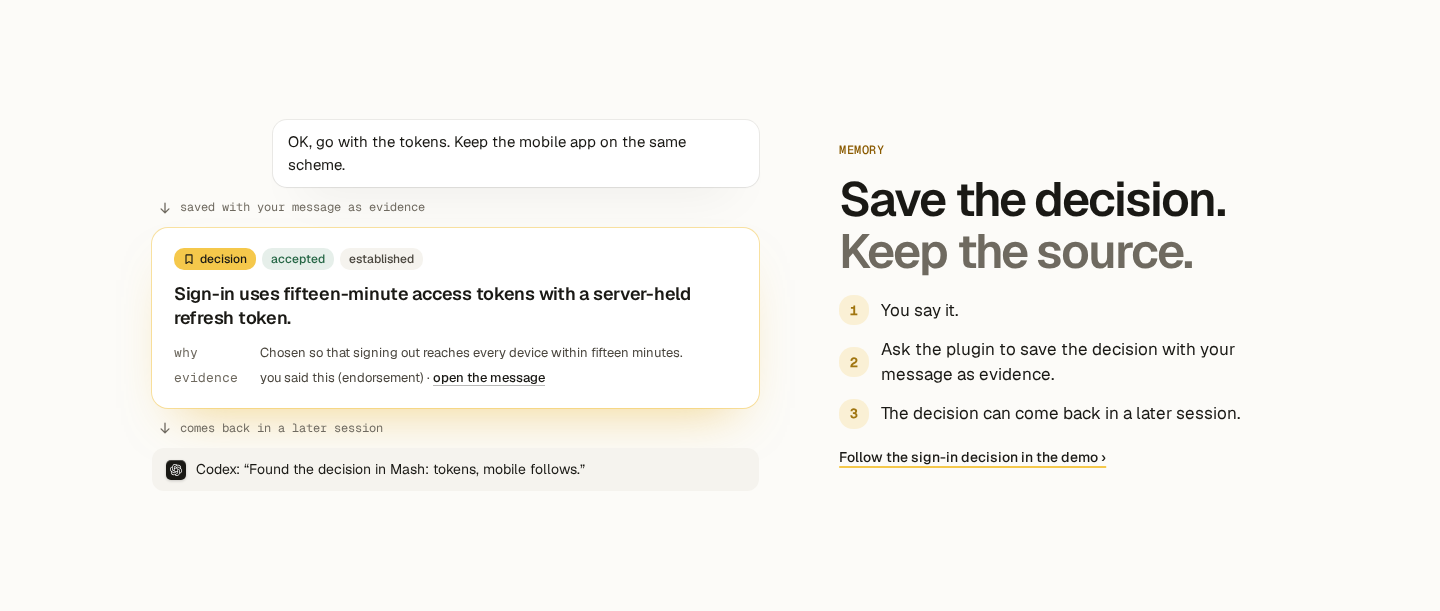 OK, go with the tokens. Keep the mobile app on the same
scheme.
↓ saved with your message as evidence
decision accepted established
Sign-in uses fifteen-minute access tokens with a server-held
refresh token.
why Chosen so that signing out reaches every device within fifteen minutes.
evidence you said this (endorsement) · open the message
↓ comes back in a later session
Codex: “Found the decision in Mash: tokens, mobile follows.”
MEMORY
Save the decision.
Keep the source.
1 You say it.
2 Ask the plugin to save the decision with your
message as evidence.
3 The decision can come back in a later session.
Follow the sign-in decision in the demo ›